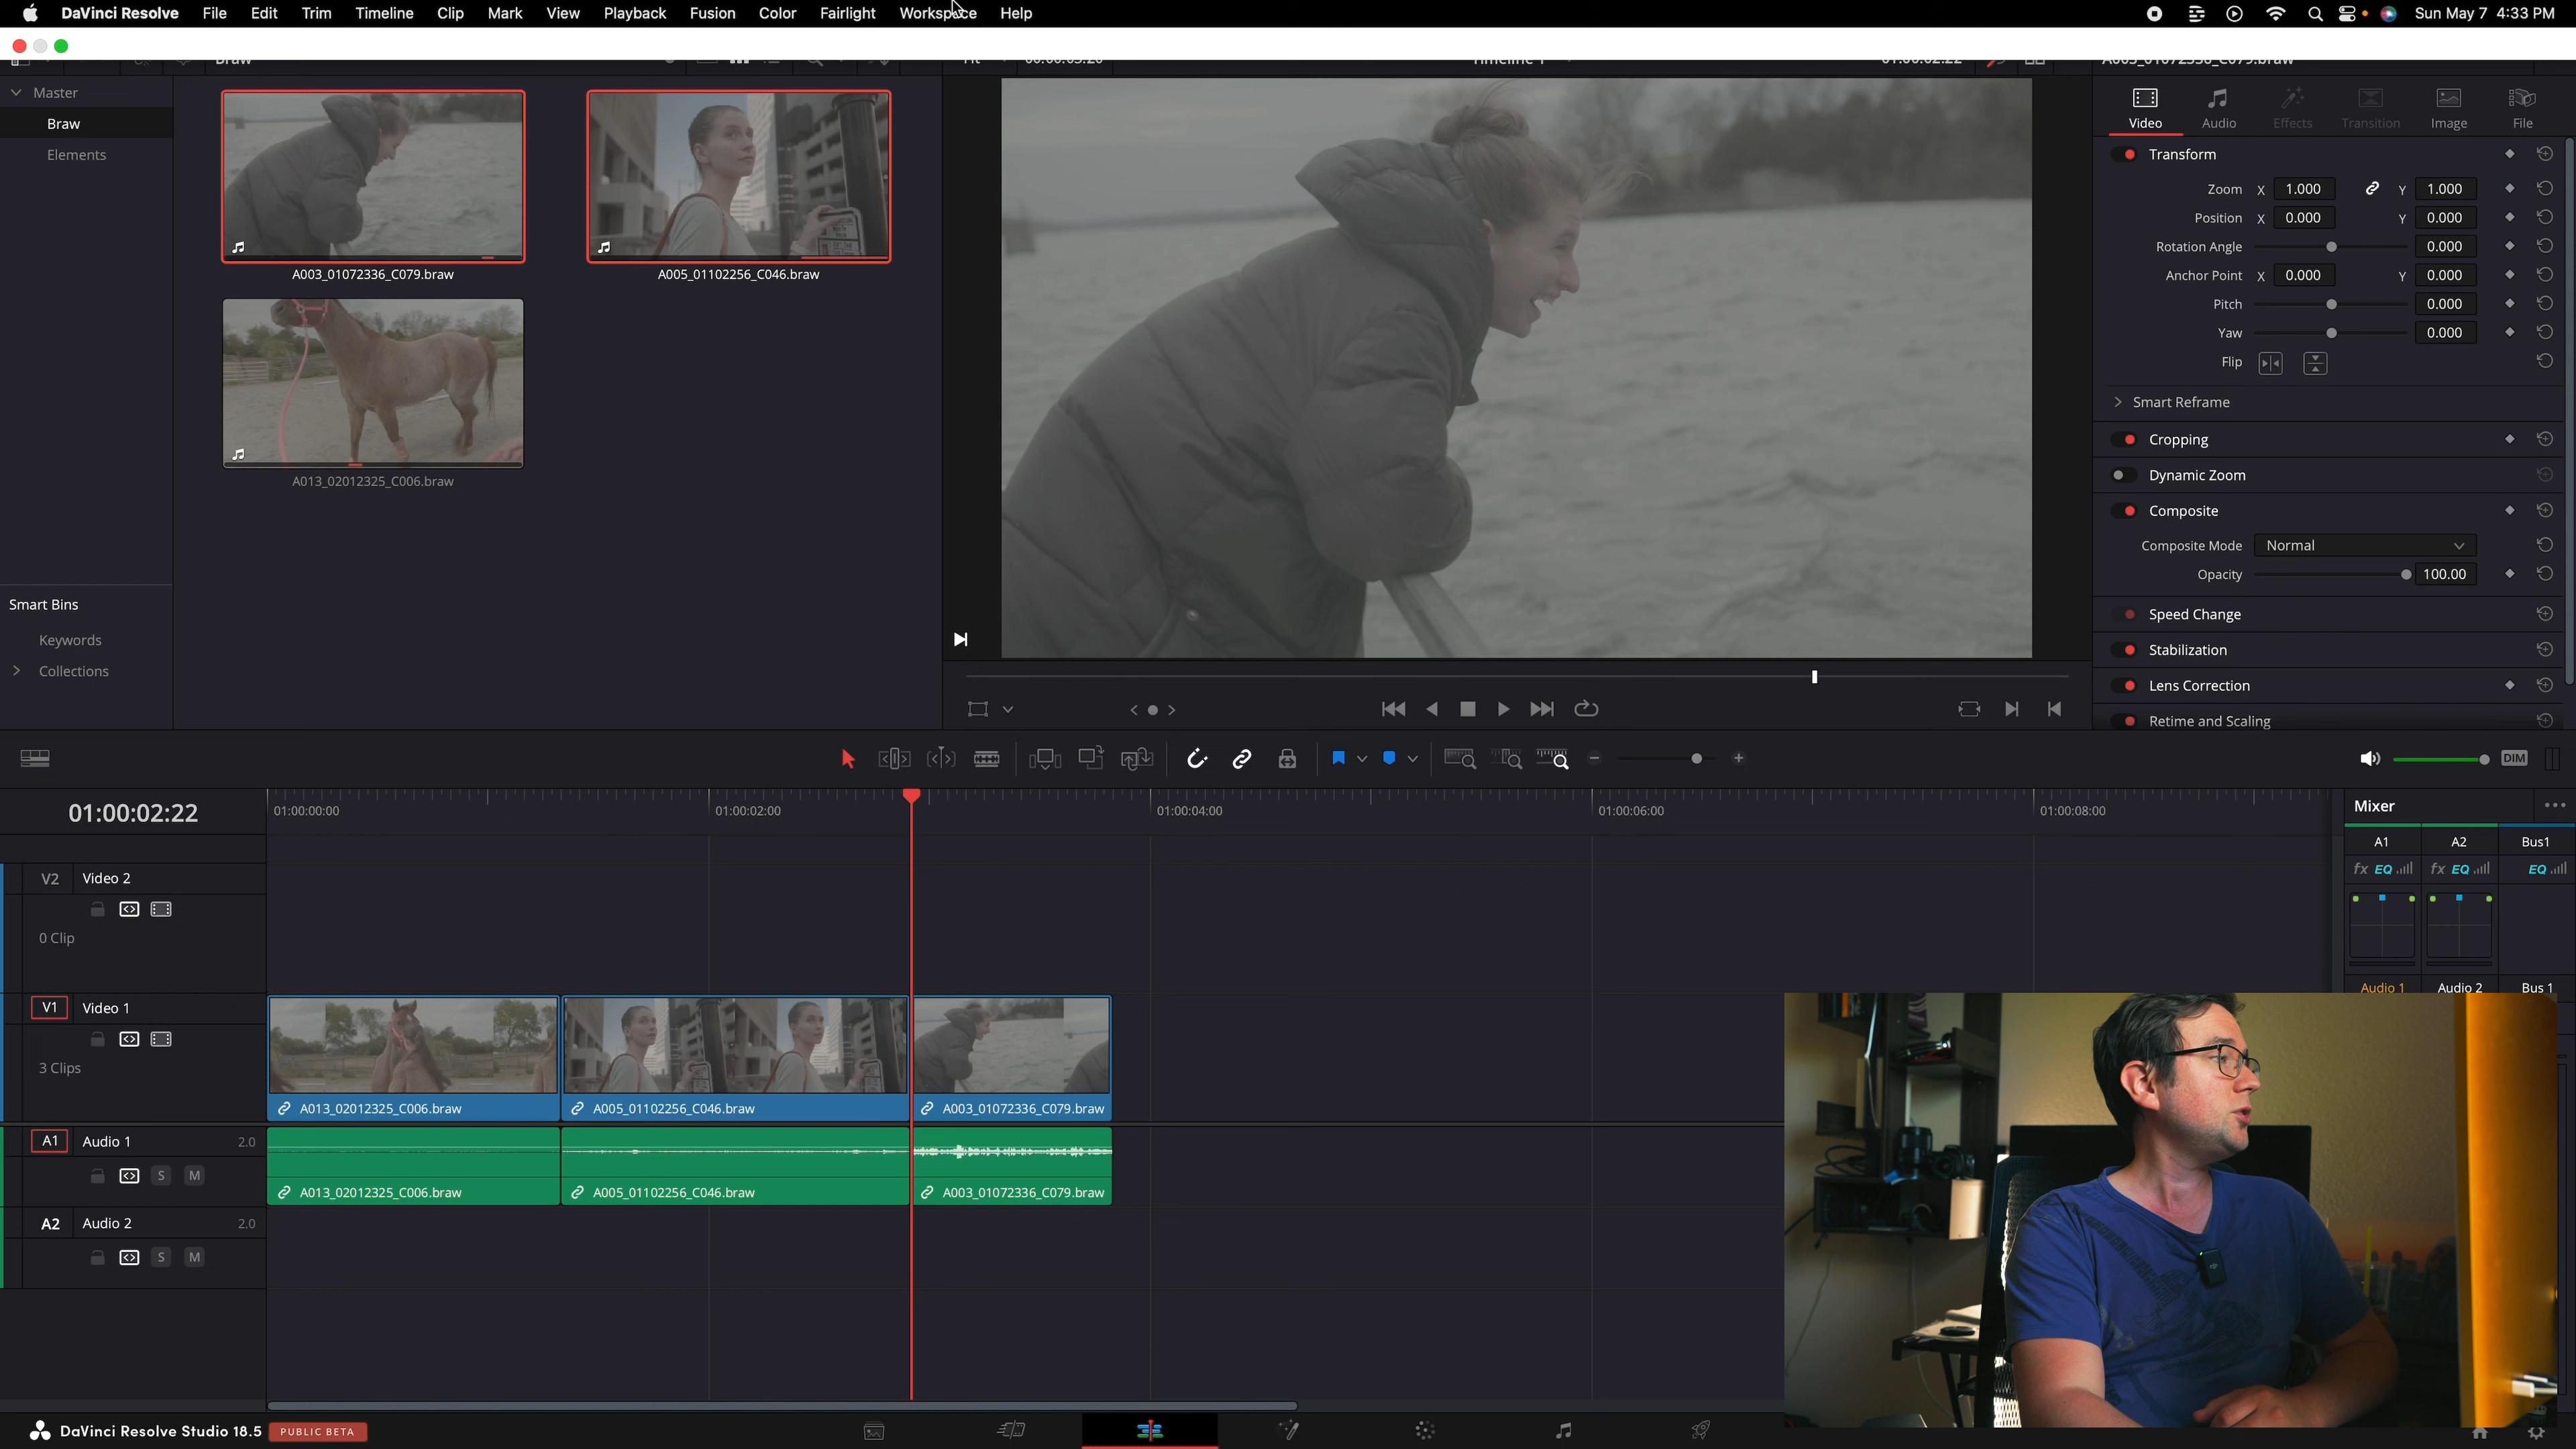 DaVinci Resolve File Edit Trim Timeline Clip Mark View Playback Fusion Color Fairlight Workspace Help Sun May 7 4:33 PM
Braw Fit 00:00:03:20 Timeline 1 01:00:02:22 A003_01072336_C079.braw
Master
Braw
Elements
A003_01072336_C079.braw A005_01102256_C046.braw
A013_02012325_C006.braw
Smart Bins
Keywords
Collections
Video Audio Effects Transition Image File
Transform
Zoom X 1.000 Y 1.000
Position X 0.000 Y 0.000
Rotation Angle 0.000
Anchor Point X 0.000 Y 0.000
Pitch 0.000
Yaw 0.000
Flip
Smart Reframe
Cropping
Dynamic Zoom
Composite
Composite Mode Normal
Opacity 100.00
Speed Change
Stabilization
Lens Correction
Retime and Scaling
DIM
01:00:02:22 01:00:00:00 01:00:02:00 01:00:04:00 01:00:06:00 01:00:08:00
Mixer
A1 A2 Bus1
fx EQ fx EQ EQ
Audio 1 Audio 2 Bus 1
V2 Video 2
0 Clip
V1 Video 1
3 Clips
A013_02012325_C006.braw A005_01102256_C046.braw A003_01072336_C079.braw
A1 Audio 1 2.0
S M
A013_02012325_C006.braw A005_01102256_C046.braw A003_01072336_C079.braw
A2 Audio 2 2.0
S M
DaVinci Resolve Studio 18.5 PUBLIC BETA